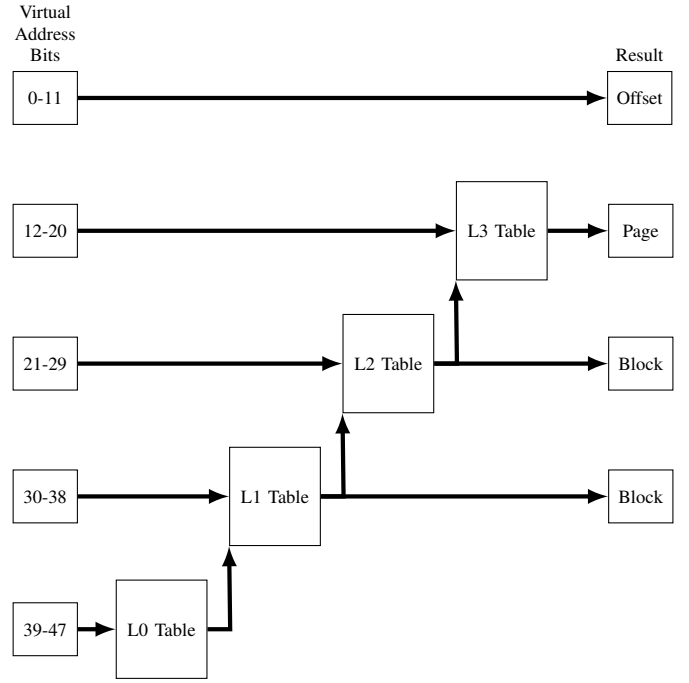 Virtual
Address
Bits
Result
0-11
Offset
12-20
L3 Table
Page
21-29
L2 Table
Block
30-38
L1 Table
Block
39-47
L0 Table